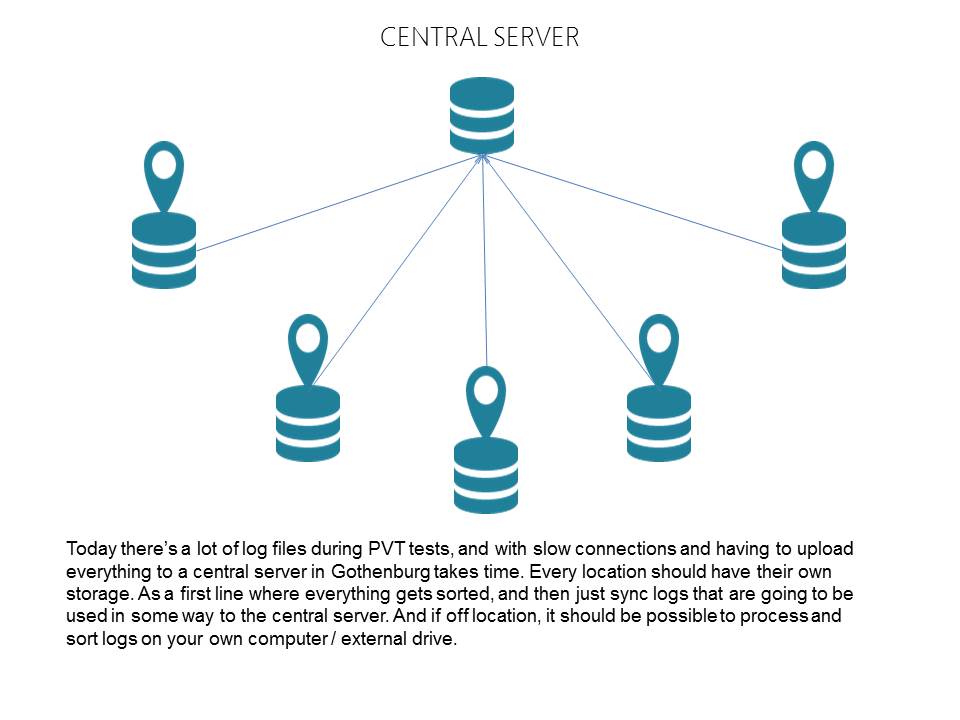 CENTRAL SERVER
Today there’s a lot of log files during PVT tests, and with slow connections and having to upload
everything to a central server in Gothenburg takes time. Every location should have their own
storage. As a first line where everything gets sorted, and then just sync logs that are going to be
used in some way to the central server. And if off location, it should be possible to process and
sort logs on your own computer / external drive.